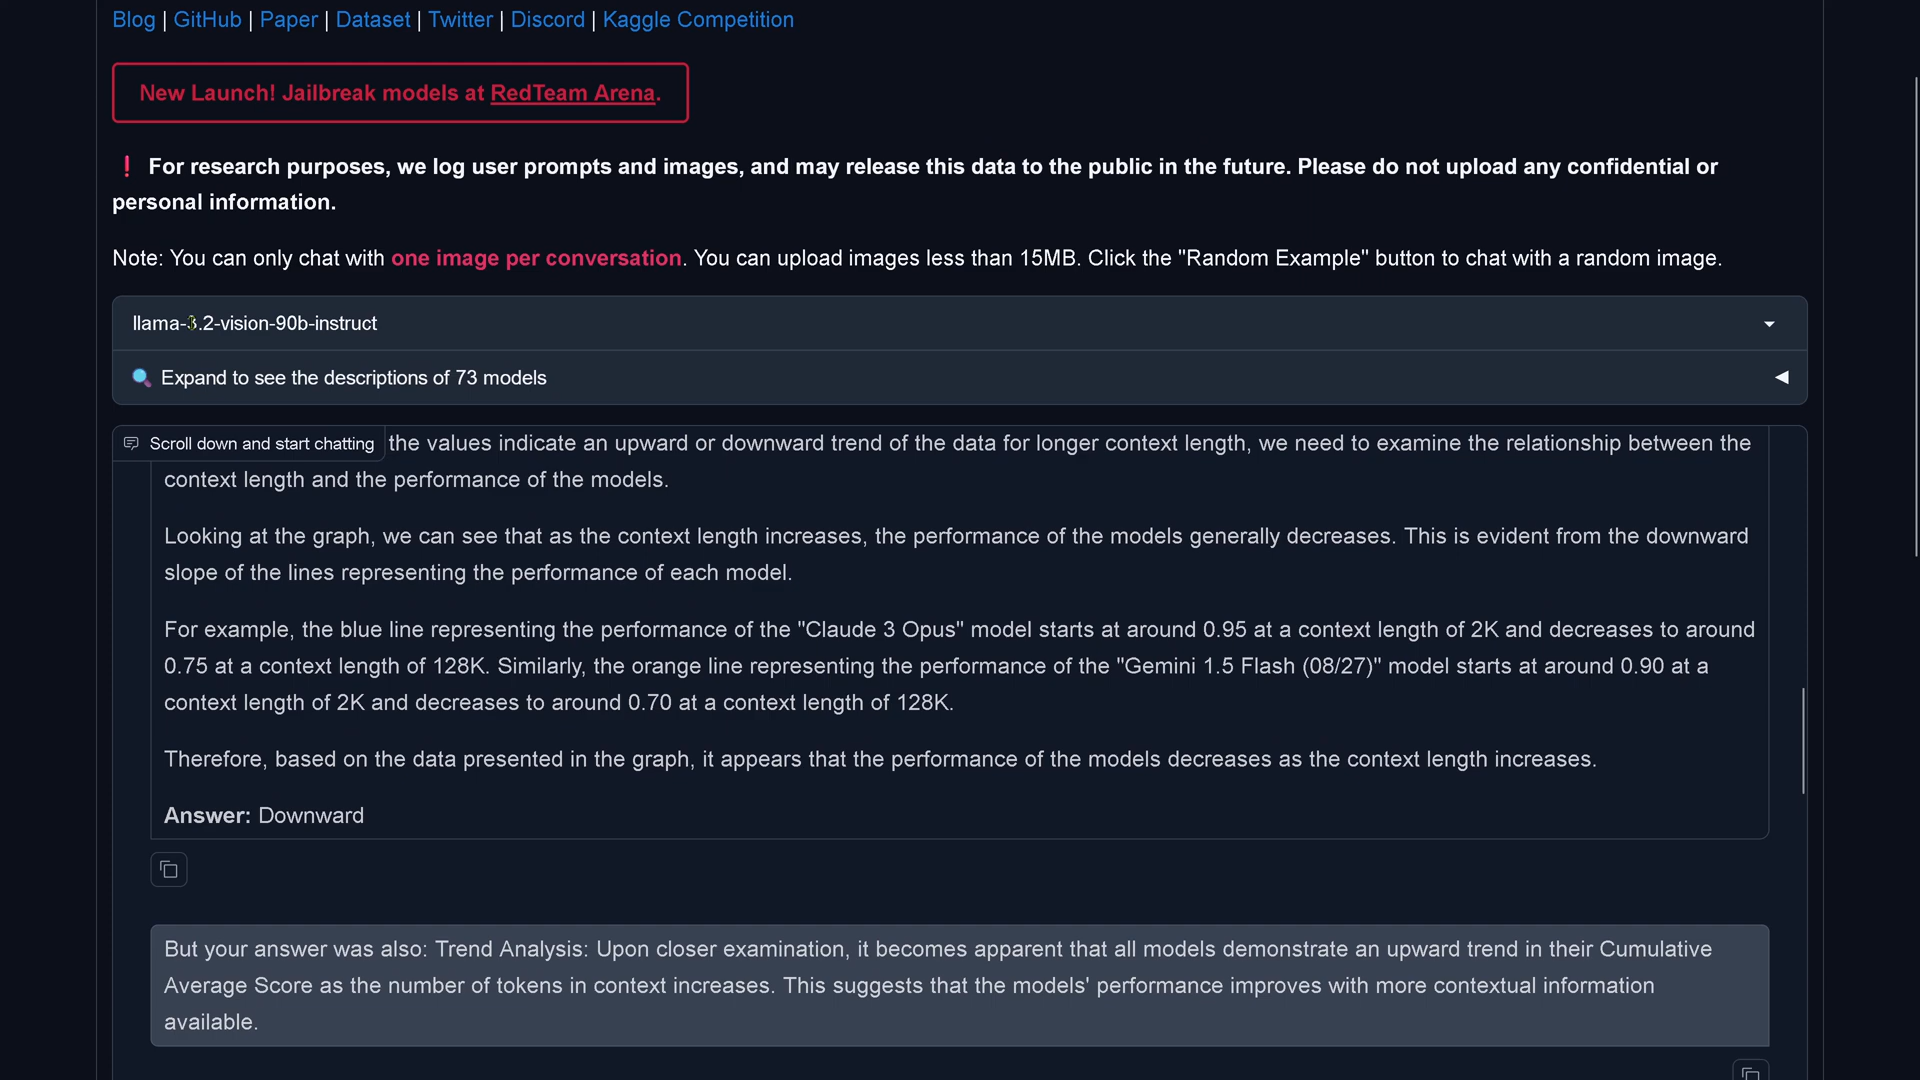 Blog | GitHub | Paper | Dataset | Twitter | Discord | Kaggle Competition
New Launch! Jailbreak models at RedTeam Arena.
❗ For research purposes, we log user prompts and images, and may release this data to the public in the future. Please do not upload any confidential or
personal information.
Note: You can only chat with one image per conversation. You can upload images less than 15MB. Click the "Random Example" button to chat with a random image.
llama-3.2-vision-90b-instruct
🔍 Expand to see the descriptions of 73 models
Scroll down and start chatting the values indicate an upward or downward trend of the data for longer context length, we need to examine the relationship between the
context length and the performance of the models.
Looking at the graph, we can see that as the context length increases, the performance of the models generally decreases. This is evident from the downward
slope of the lines representing the performance of each model.
For example, the blue line representing the performance of the "Claude 3 Opus" model starts at around 0.95 at a context length of 2K and decreases to around
0.75 at a context length of 128K. Similarly, the orange line representing the performance of the "Gemini 1.5 Flash (08/27)" model starts at around 0.90 at a
context length of 2K and decreases to around 0.70 at a context length of 128K.
Therefore, based on the data presented in the graph, it appears that the performance of the models decreases as the context length increases.
Answer: Downward
But your answer was also: Trend Analysis: Upon closer examination, it becomes apparent that all models demonstrate an upward trend in their Cumulative
Average Score as the number of tokens in context increases. This suggests that the models' performance improves with more contextual information
available.